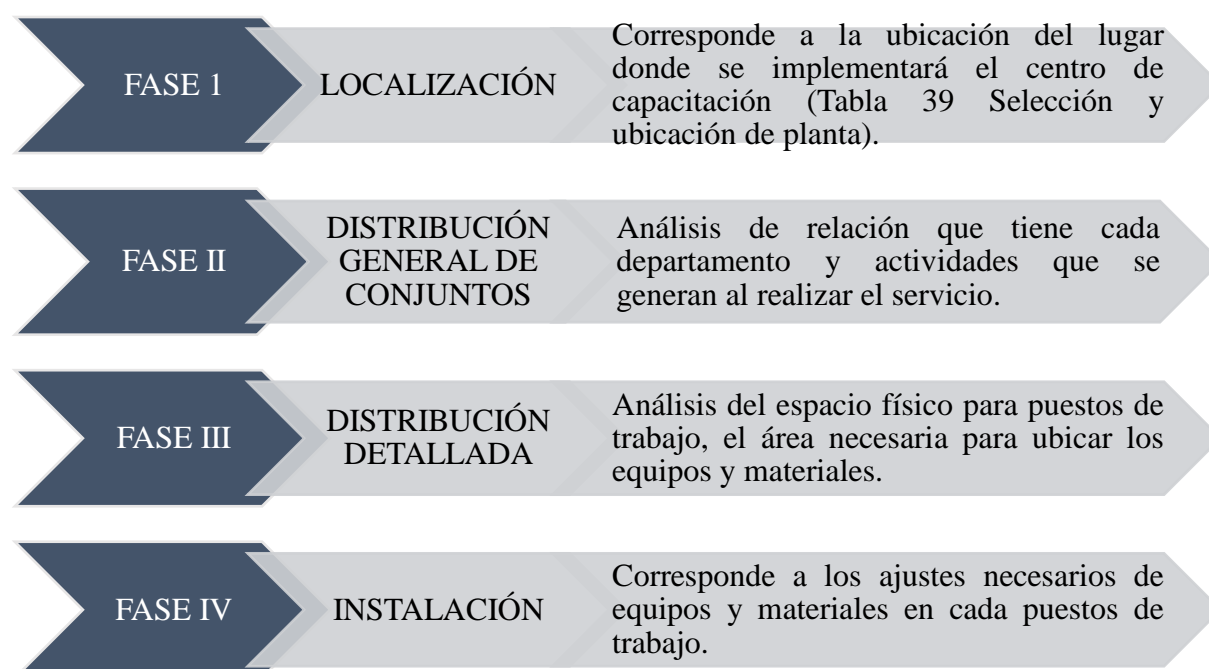 FASE 1
LOCALIZACIÓN
Corresponde a la ubicación del lugar
donde se implementará el centro de
capacitación (Tabla 39 Selección y
ubicación de planta).
FASE II
DISTRIBUCIÓN
GENERAL DE
CONJUNTOS
Análisis de relación que tiene cada
departamento y actividades que se
generan al realizar el servicio.
FASE III
DISTRIBUCIÓN
DETALLADA
Análisis del espacio físico para puestos de
trabajo, el área necesaria para ubicar los
equipos y materiales.
FASE IV
INSTALACIÓN
Corresponde a los ajustes necesarios de
equipos y materiales en cada puestos de
trabajo.